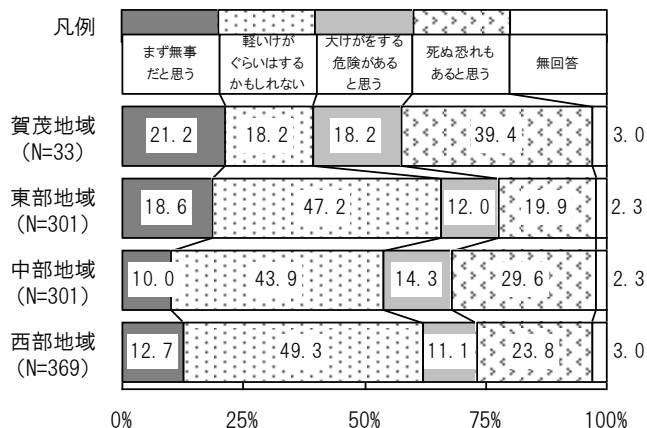 凡例
まず無事
だと思う
軽いけが
ぐらいはする
かもしれない
大けがをする
危険がある
と思う
死ぬ恐れも
あると思う
無回答
賀茂地域
(N=33)
21.2
18.2
18.2
39.4
3.0
東部地域
(N=301)
18.6
47.2
12.0
19.9
2.3
中部地域
(N=301)
10.0
43.9
14.3
29.6
2.3
西部地域
(N=369)
12.7
49.3
11.1
23.8
3.0
0%
25%
50%
75%
100%